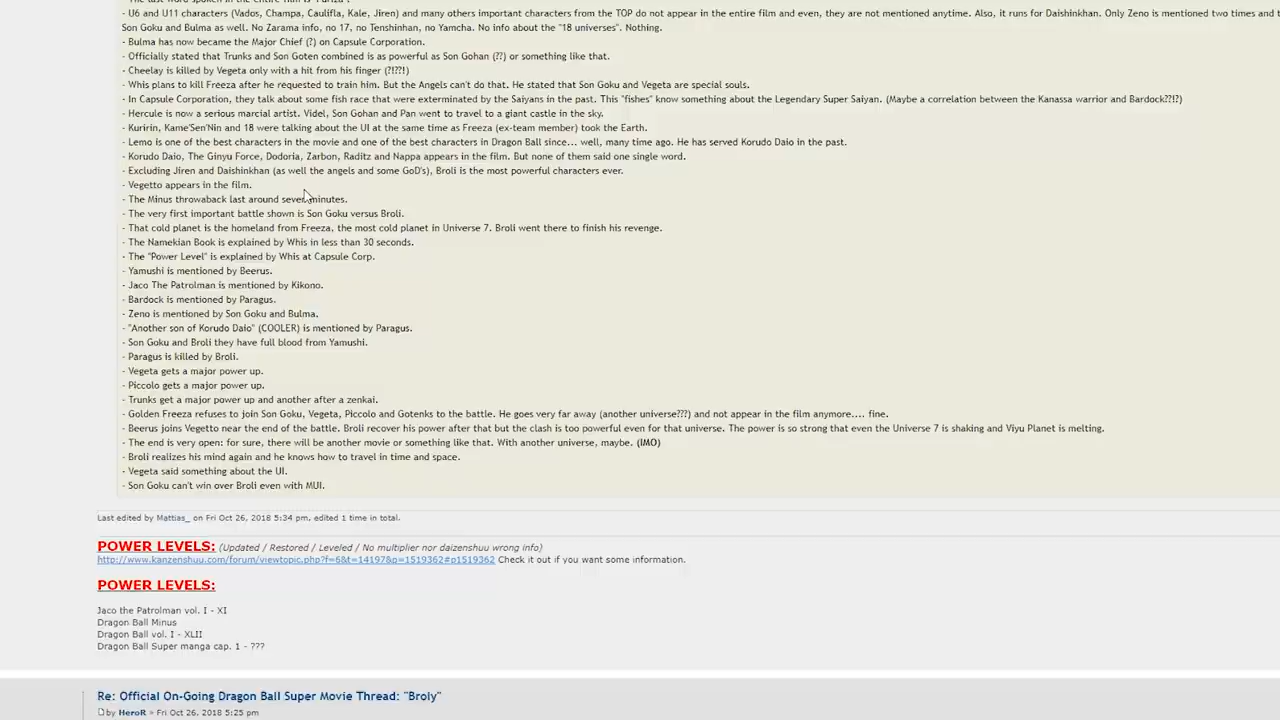 - The last word spoken in the entire film is "Furiza".
- U6 and U11 characters (Vados, Champa, Caulifla, Kale, Jiren) and many others important characters from the TOP do not appear in the entire film and even, they are not mentioned anytime. Also, it runs for Daishinkhan. Only Zeno is mentioned two times and t
Son Goku and Bulma as well. No Zarama info, no 17, no Tenshinhan, no Yamcha. No info about the "18 universes". Nothing.
- Bulma has now became the Major Chief (?) on Capsule Corporation.
- Officially stated that Trunks and Son Goten combined is as powerful as Son Gohan (??) or something like that.
- Cheelay is killed by Vegeta only with a hit from his finger (?!??!)
- Whis plans to kill Freeza after he requested to train him. But the Angels can't do that. He stated that Son Goku and Vegeta are special souls.
- In Capsule Corporation, they talk about some fish race that were exterminated by the Saiyans in the past. This "fishes" know something about the Legendary Super Saiyan. (Maybe a correlation between the Kanassa warrior and Bardock??!?)
- Hercule is now a serious marcial artist. Videl, Son Gohan and Pan went to travel to a giant castle in the sky.
- Kuririn, Kame'Sen'Nin and 18 were talking about the UI at the same time as Freeza (ex-team member) took the Earth.
- Lemo is one of the best characters in the movie and one of the best characters in Dragon Ball since... well, many time ago. He has served Korudo Daio in the past.
- Korudo Daio, The Ginyu Force, Dodoria, Zarbon, Raditz and Nappa appears in the film. But none of them said one single word.
- Excluding Jiren and Daishinkhan (as well the angels and some GoD's), Broli is the most powerful characters ever.
- Vegetto appears in the film.
- The Minus throwaback last around seven minutes.
- The very first important battle shown is Son Goku versus Broli.
- That cold planet is the homeland from Freeza, the most cold planet in Universe 7. Broli went there to finish his revenge.
- The Namekian Book is explained by Whis in less than 30 seconds.
- The "Power Level" is explained by Whis at Capsule Corp.
- Yamushi is mentioned by Beerus.
- Jaco The Patrolman is mentioned by Kikono.
- Bardock is mentioned by Paragus.
- Zeno is mentioned by Son Goku and Bulma.
- "Another son of Korudo Daio" (COOLER) is mentioned by Paragus.
- Son Goku and Broli they have full blood from Yamushi.
- Paragus is killed by Broli.
- Vegeta gets a major power up.
- Piccolo gets a major power up.
- Trunks get a major power up and another after a zenkai.
- Golden Freeza refuses to join Son Goku, Vegeta, Piccolo and Gotenks to the battle. He goes very far away (another universe???) and not appear in the film anymore.... fine.
- Beerus joins Vegetto near the end of the battle. Broli recover his power after that but the clash is too powerful even for that universe. The power is so strong that even the Universe 7 is shaking and Viyu Planet is melting.
- The end is very open: for sure, there will be another movie or something like that. With another universe, maybe. (IMO)
- Broli realizes his mind again and he knows how to travel in time and space.
- Vegeta said something about the UI.
- Son Goku can't win over Broli even with MUI.
Last edited by Mattias_ on Fri Oct 26, 2018 5:34 pm, edited 1 time in total.
POWER LEVELS: (Updated / Restored / Leveled / No multiplier nor daizenshuu wrong info)
http://www.kanzenshuu.com/forum/viewtopic.php?f=6&t=14197&p=1519362#p1519362 Check it out if you want some information.
POWER LEVELS:
Jaco the Patrolman vol. I - XI
Dragon Ball Minus
Dragon Ball vol. I - XLII
Dragon Ball Super manga cap. 1 - ???
Re: Official On-Going Dragon Ball Super Movie Thread: "Broly"
by HeroR » Fri Oct 26, 2018 5:25 pm